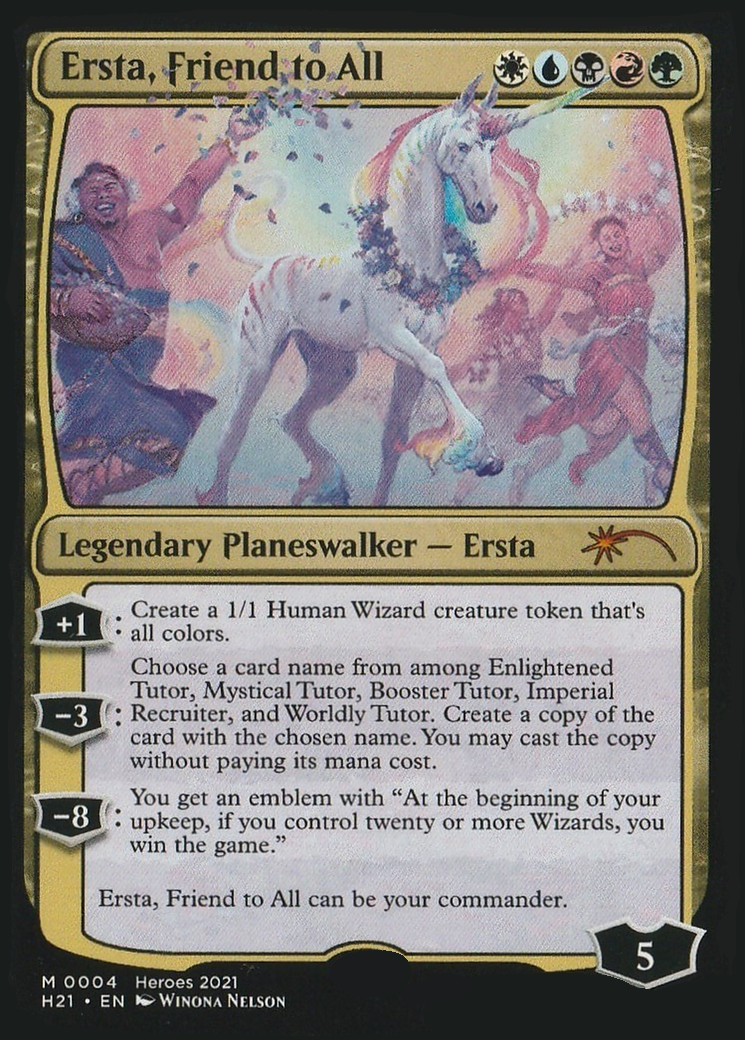 Ersta, Friend to All
Legendary Planeswalker — Ersta
+1: Create a 1/1 Human Wizard creature token that's
all colors.
Choose a card name from among Enlightened
Tutor, Mystical Tutor, Booster Tutor, Imperial
−3: Recruiter, and Worldly Tutor. Create a copy of the
card with the chosen name. You may cast the copy
without paying its mana cost.
You get an emblem with “At the beginning of your
−8: upkeep, if you control twenty or more Wizards, you
win the game.”
Ersta, Friend to All can be your commander.
5
M 0004 Heroes 2021
H21 • EN Winona Nelson